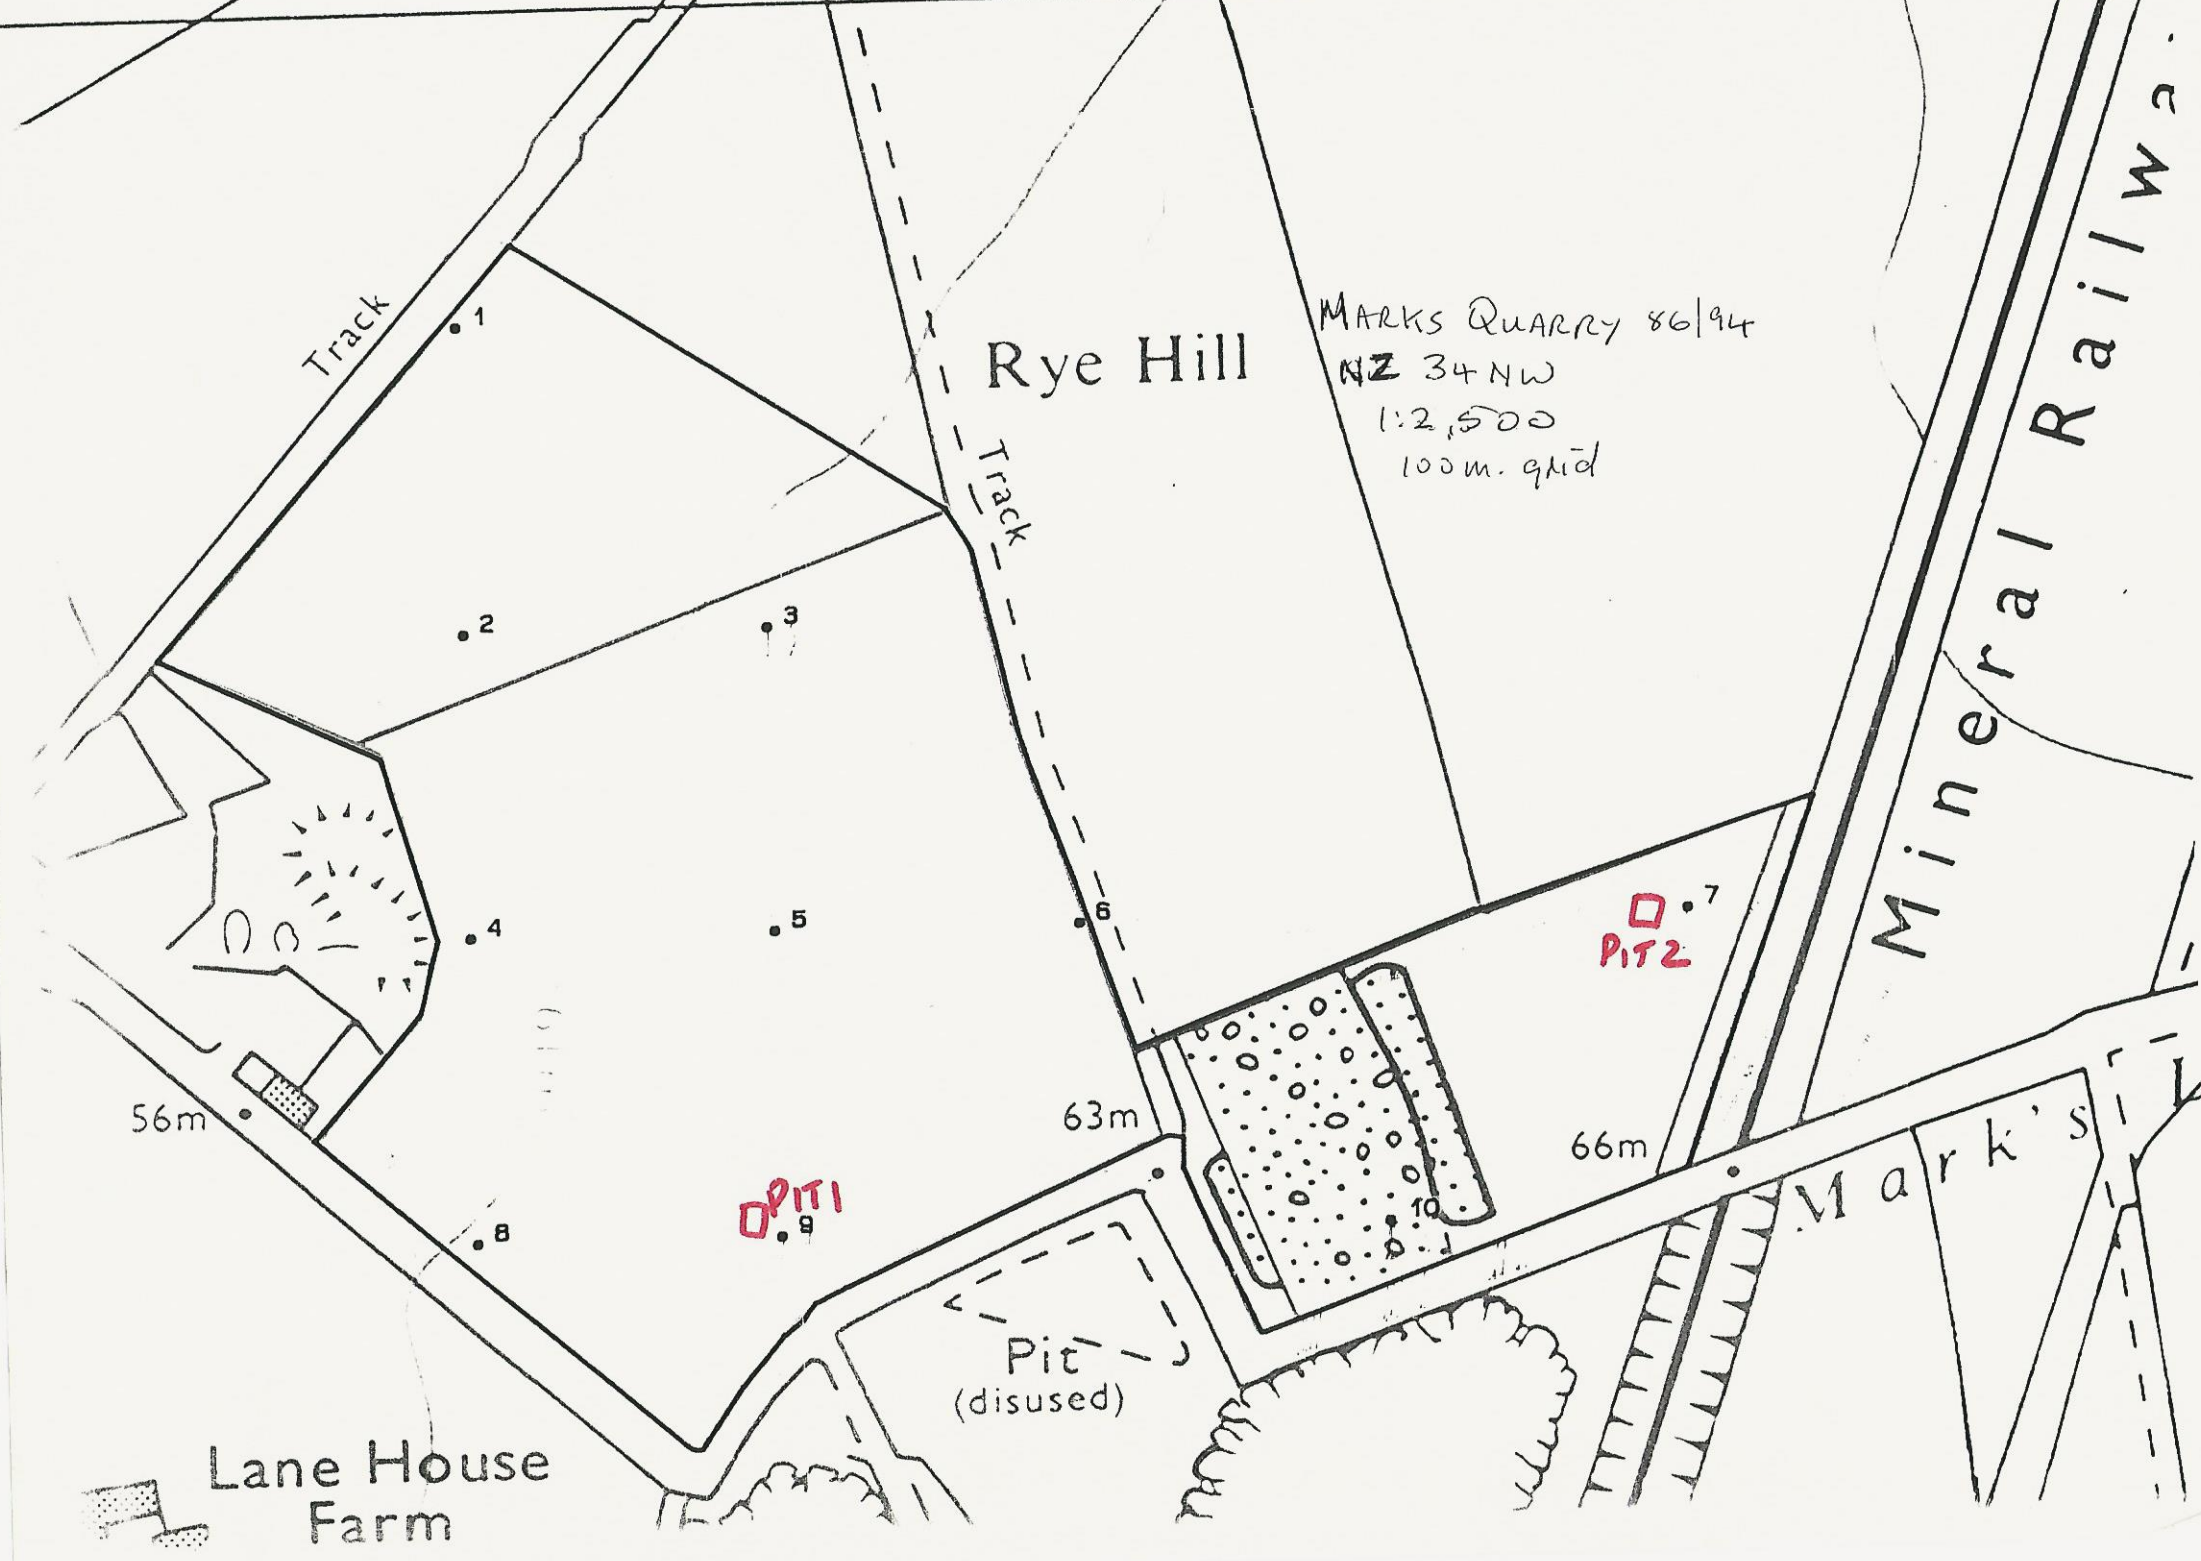 Track
1
Rye Hill
MARKS QUARRY 86/94
NZ 34 NW
1:2,500
100m. grid
Track
Mineral Railwa
2
3
4
5
6
7
PIT 2
56m
63m
66m
Mark's
8
PIT1
9
10
Pit
(disused)
Lane House
Farm